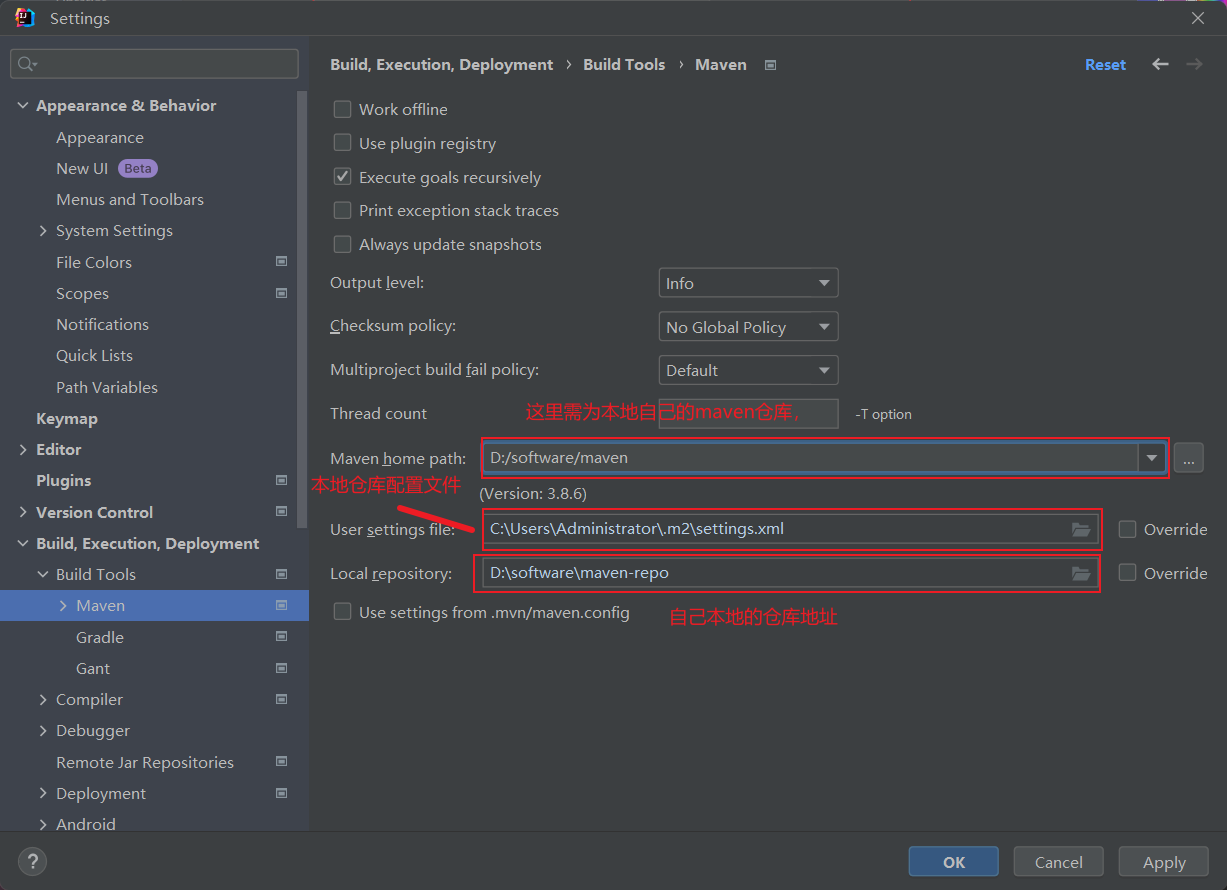 Settings
Appearance & Behavior
Appearance
New UI Beta
Menus and Toolbars
System Settings
File Colors
Scopes
Notifications
Quick Lists
Path Variables
Keymap
Editor
Plugins
Version Control
Build, Execution, Deployment
Build Tools
Maven
Gradle
Gant
Compiler
Debugger
Remote Jar Repositories
Deployment
Android
Build, Execution, Deployment › Build Tools › Maven
Reset
Work offline
Use plugin registry
Execute goals recursively
Print exception stack traces
Always update snapshots
Output level: Info
Checksum policy: No Global Policy
Multiproject build fail policy: Default
Thread count -T option
这里需为本地自己的maven仓库，
Maven home path: D:/software/maven ...
本地仓库配置文件
(Version: 3.8.6)
User settings file: C:\Users\Administrator\.m2\settings.xml Override
Local repository: D:\software\maven-repo Override
Use settings from .mvn/maven.config
自己本地的仓库地址
? OK Cancel Apply